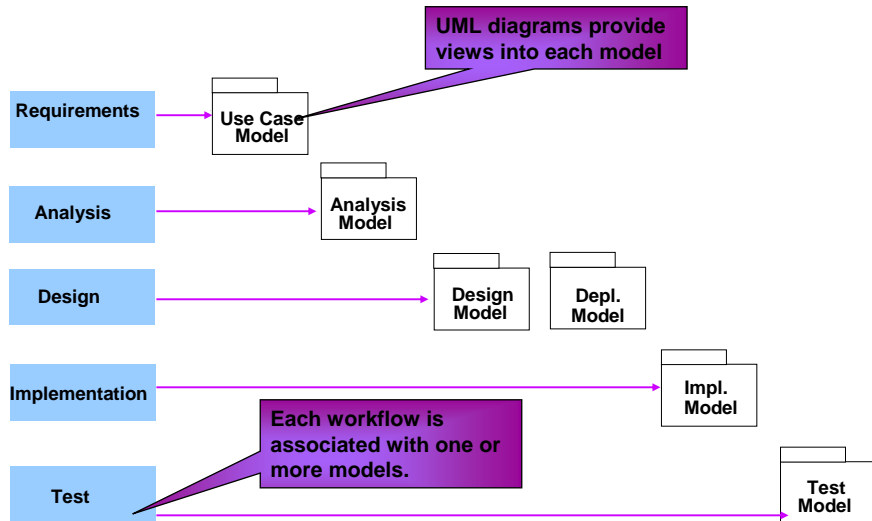 UML diagrams provide
views into each model
Requirements
Use Case
Model
Analysis
Analysis
Model
Design
Design
Model
Depl.
Model
Implementation
Impl.
Model
Each workflow is
associated with one or
more models.
Test
Test
Model